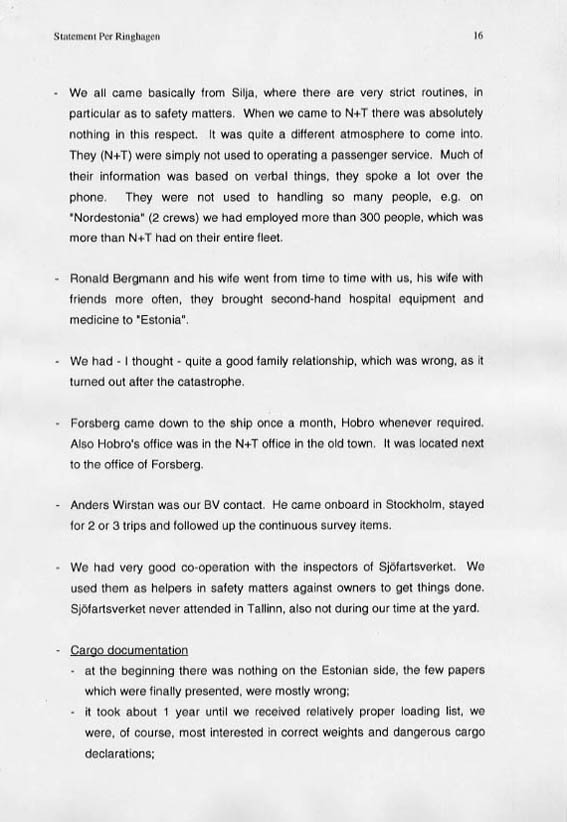 Statement Per Ringhagen 16
- We all came basically from Silja, where there are very strict routines, in
particular as to safety matters. When we came to N+T there was absolutely
nothing in this respect. It was quite a different atmosphere to come into.
They (N+T) were simply not used to operating a passenger service. Much of
their information was based on verbal things, they spoke a lot over the
phone. They were not used to handling so many people, e.g. on
"Nordestonia" (2 crews) we had employed more than 300 people, which was
more than N+T had on their entire fleet.
- Ronald Bergmann and his wife went from time to time with us, his wife with
friends more often, they brought second-hand hospital equipment and
medicine to "Estonia".
- We had - I thought - quite a good family relationship, which was wrong, as it
turned out after the catastrophe.
- Forsberg came down to the ship once a month, Hobro whenever required.
Also Hobro's office was in the N+T office in the old town. It was located next
to the office of Forsberg.
- Anders Wirstan was our BV contact. He came onboard in Stockholm, stayed
for 2 or 3 trips and followed up the continuous survey items.
- We had very good co-operation with the inspectors of Sjöfartsverket. We
used them as helpers in safety matters against owners to get things done.
Sjöfartsverket never attended in Tallinn, also not during our time at the yard.
- Cargo documentation
- at the beginning there was nothing on the Estonian side, the few papers
which were finally presented, were mostly wrong;
- it took about 1 year until we received relatively proper loading list, we
were, of course, most interested in correct weights and dangerous cargo
declarations;